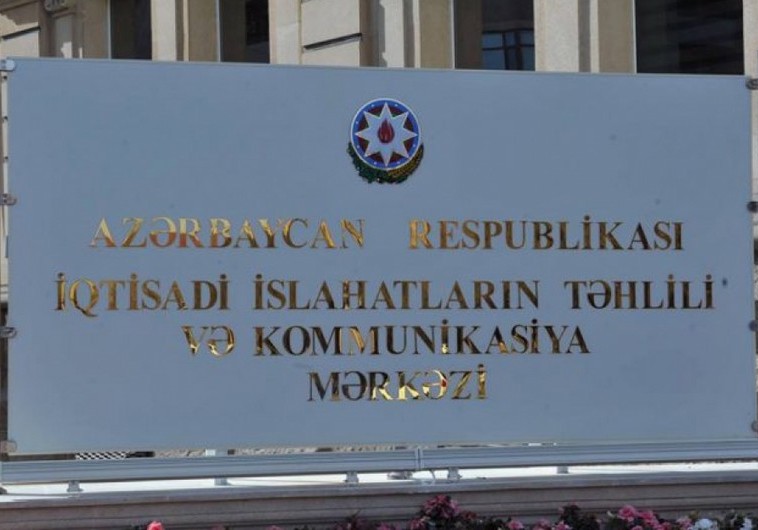 AZƏRBAYCAN RESPUBLİKASI
İQTİSADİ İSLAHATLARIN TƏHLİLİ
VƏ KOMMUNİKASİYA
MƏRKƏZİ